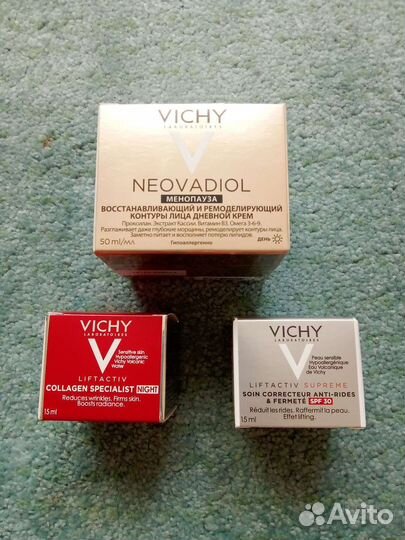 VICHY
LABORATOIRES
NEOVADIOL
МЕНОПАУЗА
ВОССТАНАВЛИВАЮЩИЙ И РЕМОДЕЛИРУЮЩИЙ
КОНТУРЫ ЛИЦА ДНЕВНОЙ КРЕМ
Проксилан. Экстракт Кассии. Витамин В3. Омега 3-6-9.
Разглаживает даже глубокие морщины, ремоделирует контуры лица.
Заметно питает и восполняет потерю липидов.
50 ml/мл
Гипоаллергенно
ДЕНЬ
VICHY
LABORATOIRES
Sensitive skin
Hypoallergenic
Vichy Volcanic
Water
LIFTACTIV
COLLAGEN SPECIALIST NIGHT
Reduces wrinkles. Firms skin.
Boosts radiance.
15 ml
VICHY
LABORATOIRES
Peau sensible
Hypoallergénique
Eau Volcanique
de Vichy
LIFTACTIV SUPREME
SOIN CORRECTEUR ANTI-RIDES
& FERMETÉ SPF 30
Réduit les rides. Raffermit la peau.
Effet lifting.
15 ml
Avito